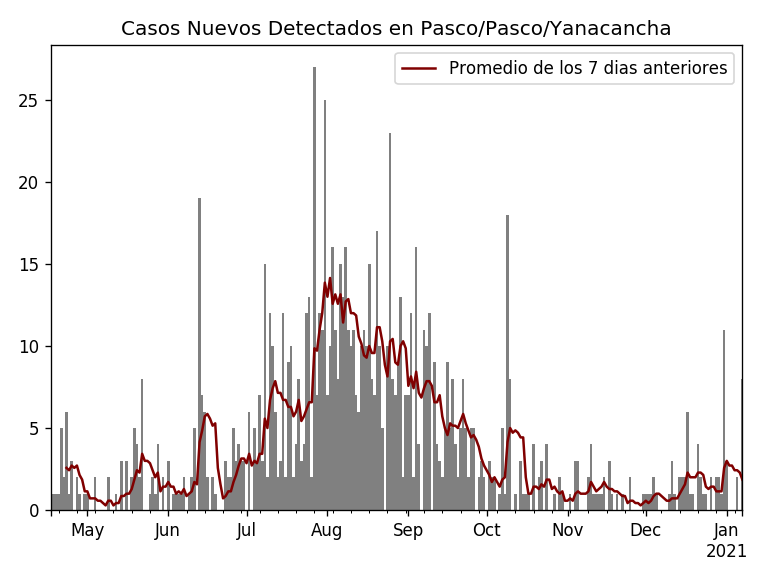 Casos Nuevos Detectados en Pasco/Pasco/Yanacancha
Promedio de los 7 dias anteriores
25
20
15
10
5
0
May Jun Jul Aug Sep Oct Nov Dec Jan
2021